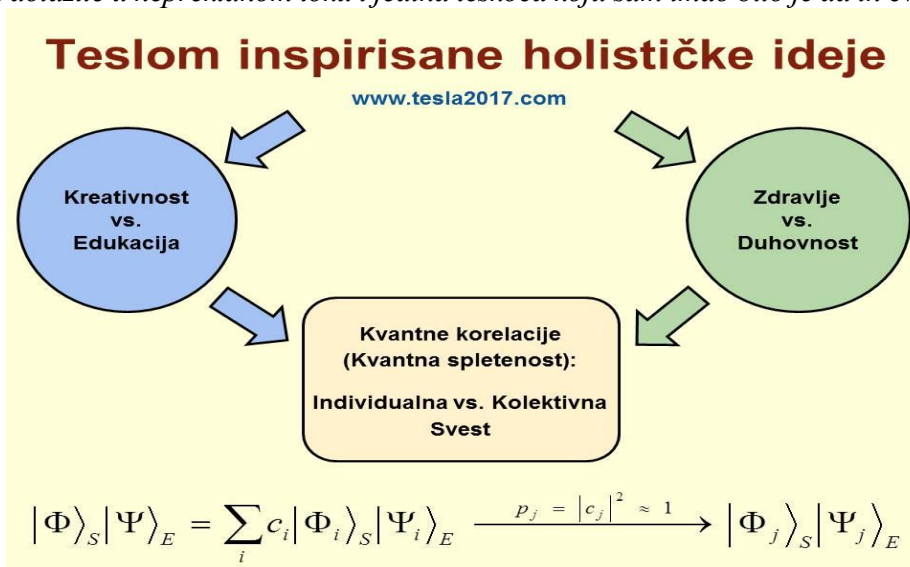 Teslom inspirisane holističke ideje
www.tesla2017.com
Kreativnost
vs.
Edukacija
Zdravlje
vs.
Duhovnost
Kvantne korelacije
(Kvantna spletenost):
Individualna vs. Kolektivna
Svest
|Φ⟩_S|Ψ⟩_E = ∑_i c_i|Φ_i⟩_S|Ψ_i⟩_E p_j = |c_j|^2 ≈ 1 ⟶ |Φ_j⟩_S|Ψ_j⟩_E